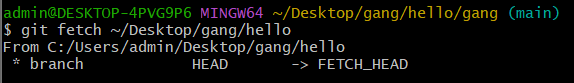 admin@DESKTOP-4PVG9P6 MINGW64 ~/Desktop/gang/hello/gang (main)
$ git fetch ~/Desktop/gang/hello
From C:/Users/admin/Desktop/gang/hello
 * branch            HEAD       -> FETCH_HEAD